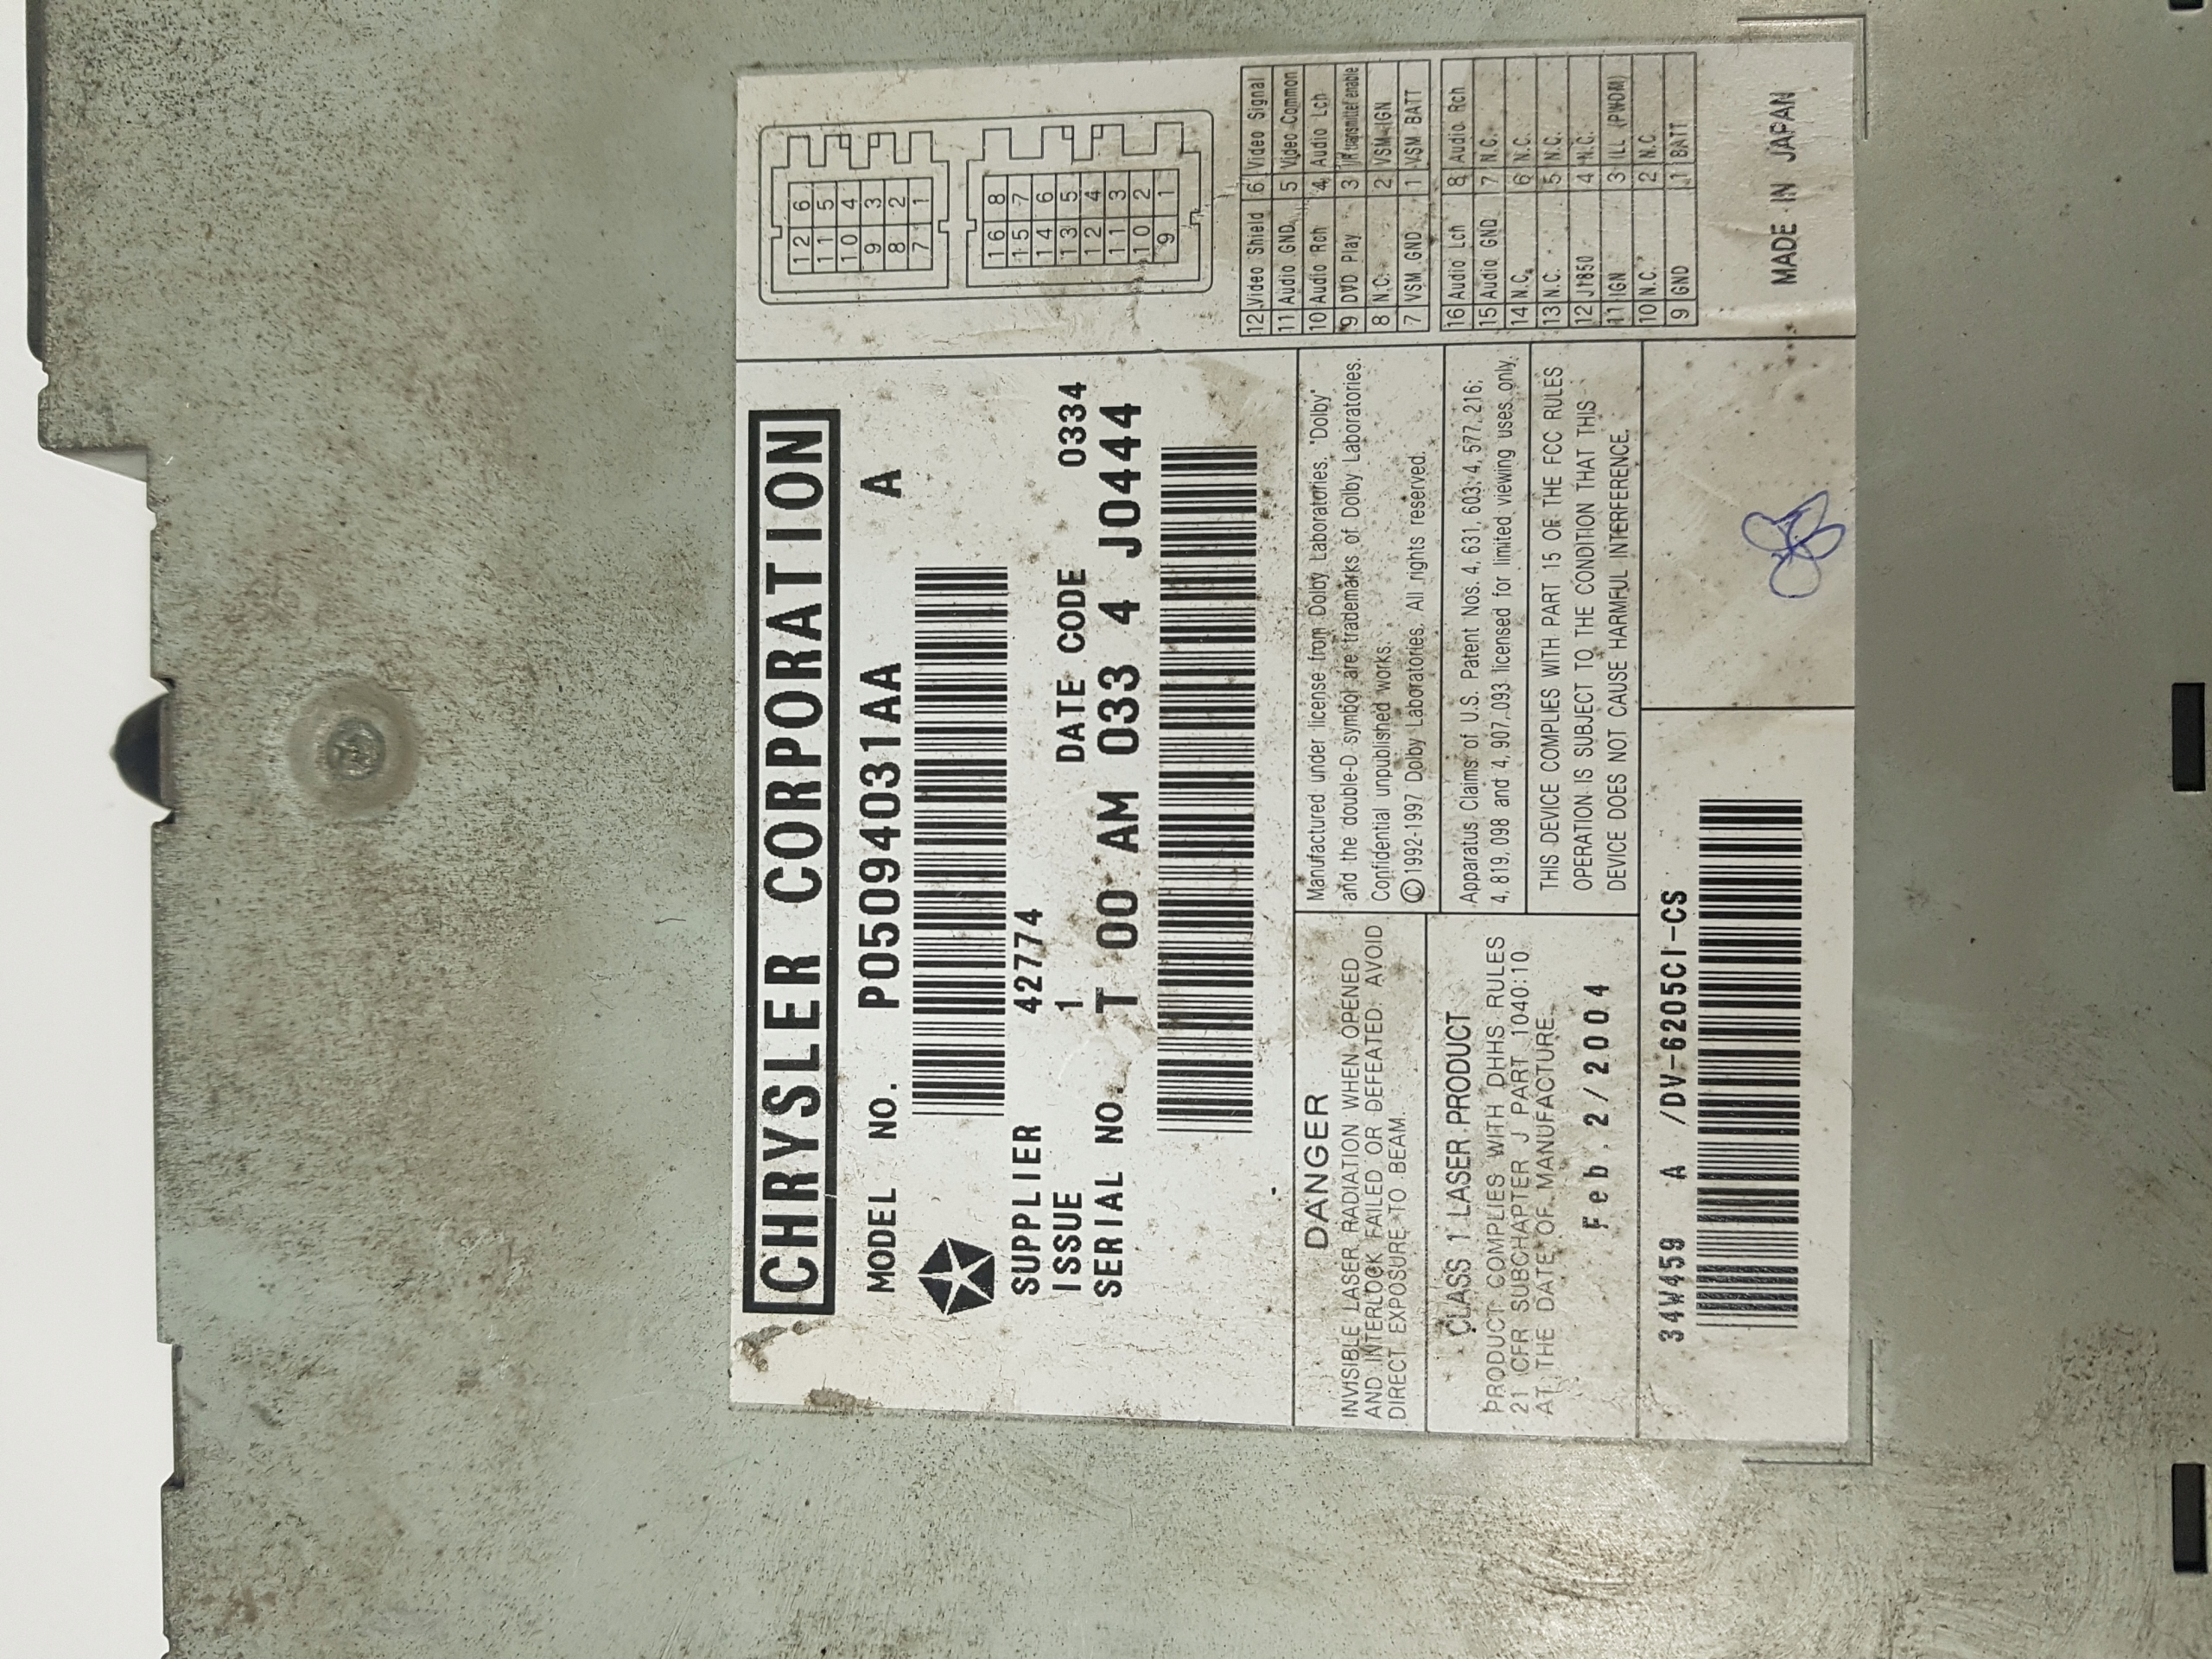 CHRYSLER CORPORATION
MODEL NO. P05094031AA A
SUPPLIER 42774
ISSUE 1 DATE CODE 0334
SERIAL NO. T 00 AM 033 4 J0444
DANGER
INVISIBLE LASER RADIATION WHEN OPENED
AND INTERLOCK FAILED OR DEFEATED. AVOID
DIRECT EXPOSURE TO BEAM.
CLASS 1 LASER PRODUCT
PRODUCT COMPLIES WITH DHHS RULES
21 CFR SUBCHAPTER J PART 1040:10
AT THE DATE OF MANUFACTURE.
Feb. 2/2004
Manufactured under license from Dolby Laboratories. "Dolby"
and the double-D symbol are trademarks of Dolby Laboratories.
Confidential unpublished works.
©1992-1997 Dolby Laboratories. All rights reserved.
Apparatus Claims of U.S. Patent Nos. 4,631,603; 4,577,216;
4,819,098 and 4,907,093 licensed for limited viewing uses only.
THIS DEVICE COMPLIES WITH PART 15 OF THE FCC RULES
OPERATION IS SUBJECT TO THE CONDITION THAT THIS
DEVICE DOES NOT CAUSE HARMFUL INTERFERENCE.
34W459 A /DV-6205CI-CS
12 6
11 5
10 4
9 3
8 2
7 1
16 8
15 7
14 6
13 5
12 4
11 3
10 2
9 1
12 Video Shield 6 Video Signal
11 Audio GND 5 Video Common
10 Audio Rch 4 Audio Lch
9 DVD Play 3 IR transmitter enable
8 N.C. 2 VSM IGN
7 VSM GND 1 VSM BATT
16 Audio Lch 8 Audio Rch
15 Audio GND 7 N.C.
14 N.C. 6 N.C.
13 N.C. 5 N.C.
12 J1850 4 N.C.
11 IGN 3 ILL (PWDM)
10 N.C. 2 N.C
9 GND 1 BATT
MADE IN JAPAN